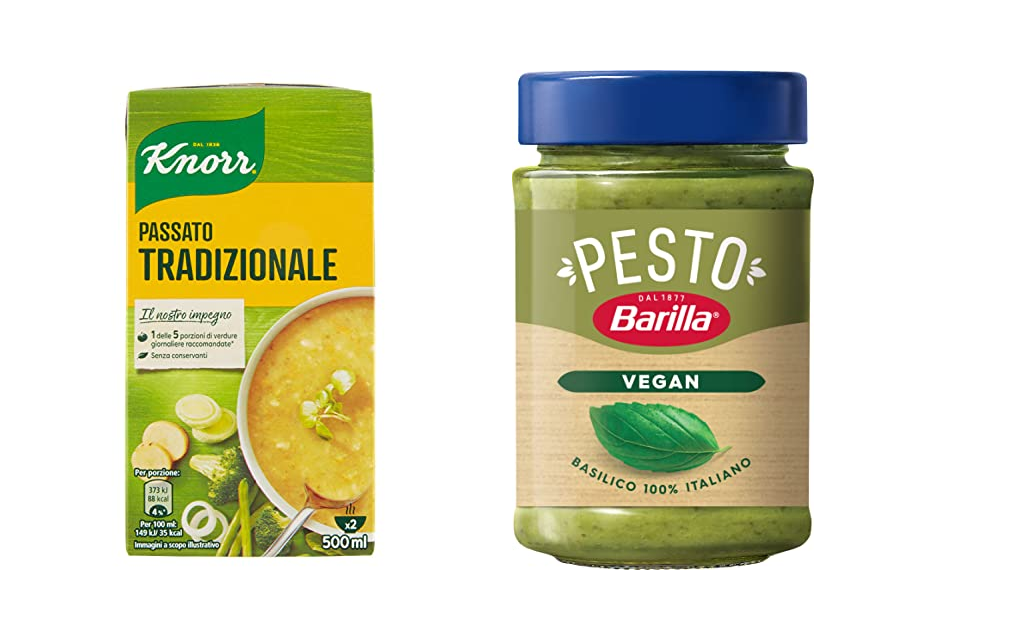 DAL 1838
Knorr®
PASSATO
TRADIZIONALE
Il nostro impegno
1 delle 5 porzioni di verdure
giornaliere raccomandate*
Senza conservanti
Per porzione:
373 kJ
88 kcal
4%*
Per 100 ml:
149 kJ/ 35 kcal
Immagini a scopo illustrativo
x2
500 ml
PESTO
DAL 1877
Barilla®
VEGAN
BASILICO 100% ITALIANO